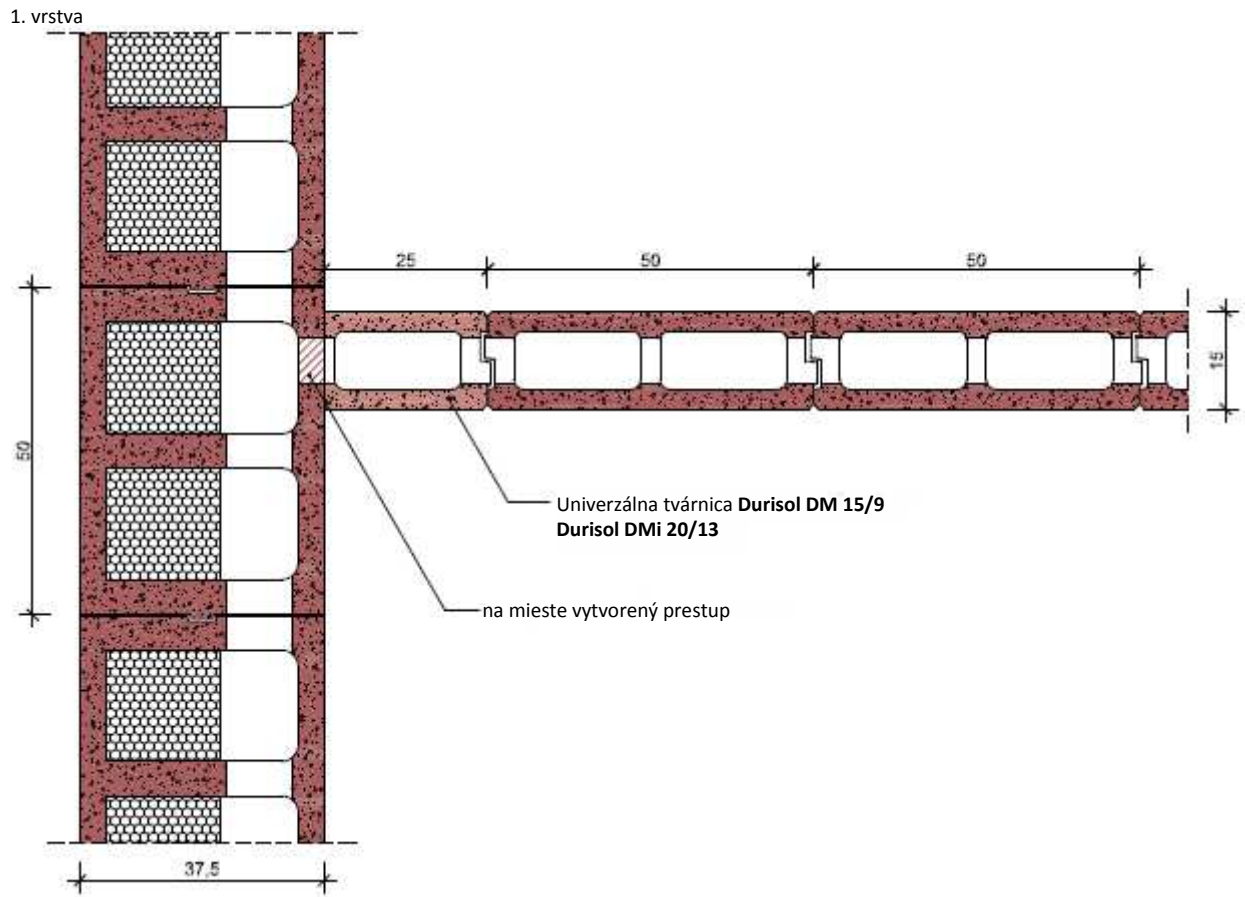 1. vrstva
25
50
50
15
50
Univerzálna tvárnica Durisol DM 15/9
Durisol DMi 20/13
na mieste vytvorený prestup
37,5